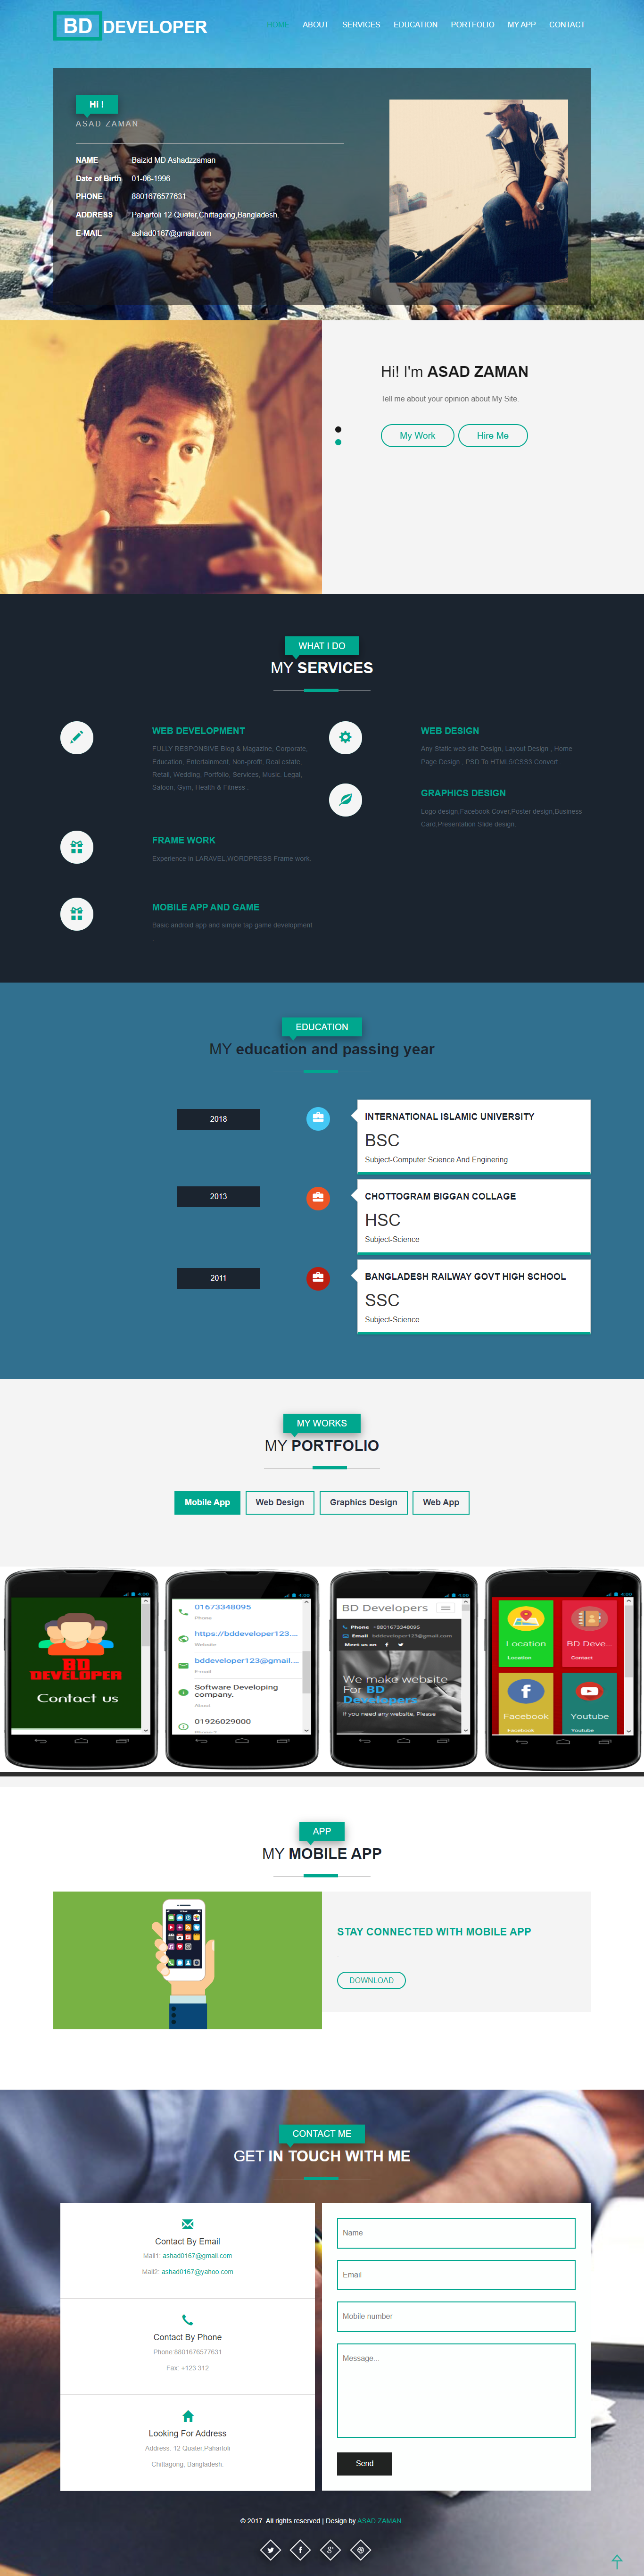 BD DEVELOPER
HOME ABOUT SERVICES EDUCATION PORTFOLIO MY APP CONTACT
Hi !
ASAD ZAMAN
NAME Baizid MD Ashadzzaman
Date of Birth 01-06-1996
PHONE 8801676577631
ADDRESS Pahartoli 12 Quater,Chittagong,Bangladesh.
E-MAIL ashad0167@gmail.com
Hi! I'm ASAD ZAMAN
Tell me about your opinion about My Site.
My Work Hire Me
WHAT I DO
MY SERVICES
WEB DEVELOPMENT
FULLY RESPONSIVE Blog & Magazine, Corporate,
Education, Entertainment, Non-profit, Real estate,
Retail, Wedding, Portfolio, Services, Music, Legal,
Saloon, Gym, Health & Fitness .
WEB DESIGN
Any Static web site Design, Layout Design , Home
Page Design , PSD To HTML5/CSS3 Convert .
GRAPHICS DESIGN
Logo design,Facebook Cover,Poster design,Business
Card,Presentation Slide design.
FRAME WORK
Experience in LARAVEL,WORDPRESS Frame work.
MOBILE APP AND GAME
Basic android app and simple tap game development
EDUCATION
MY education and passing year
2018
INTERNATIONAL ISLAMIC UNIVERSITY
BSC
Subject-Computer Science And Enginering
2013
CHOTTOGRAM BIGGAN COLLAGE
HSC
Subject-Science
2011
BANGLADESH RAILWAY GOVT HIGH SCHOOL
SSC
Subject-Science
MY WORKS
MY PORTFOLIO
Mobile App Web Design Graphics Design Web App
4:00
BD
DEVELOPER
Contact us
4:00
01673348095
Phone
https://bddeveloper123....
Website
bddeveloper123@gmail....
E-mail
Software Developing
company.
About
01926029000
4:00
BD Developers
Phone +8801673348095
Email bddeveloper123@gmail.com
Meet us en
We make website
For BD
Developers
If you need any website, Please
4:00
Location
Location
BD Deve...
Contact
Facebook
Facebook
Youtube
Youtube
APP
MY MOBILE APP
STAY CONNECTED WITH MOBILE APP
DOWNLOAD
CONTACT ME
GET IN TOUCH WITH ME
Contact By Email
Mail1: ashad0167@gmail.com
Mail2: ashad0167@yahoo.com
Contact By Phone
Phone:8801676577631
Fax: +123 312
Looking For Address
Address: 12 Quater,Pahartoli
Chittagong, Bangladesh.
Name
Email
Mobile number
Message...
Send
© 2017. All rights reserved | Design by ASAD ZAMAN.